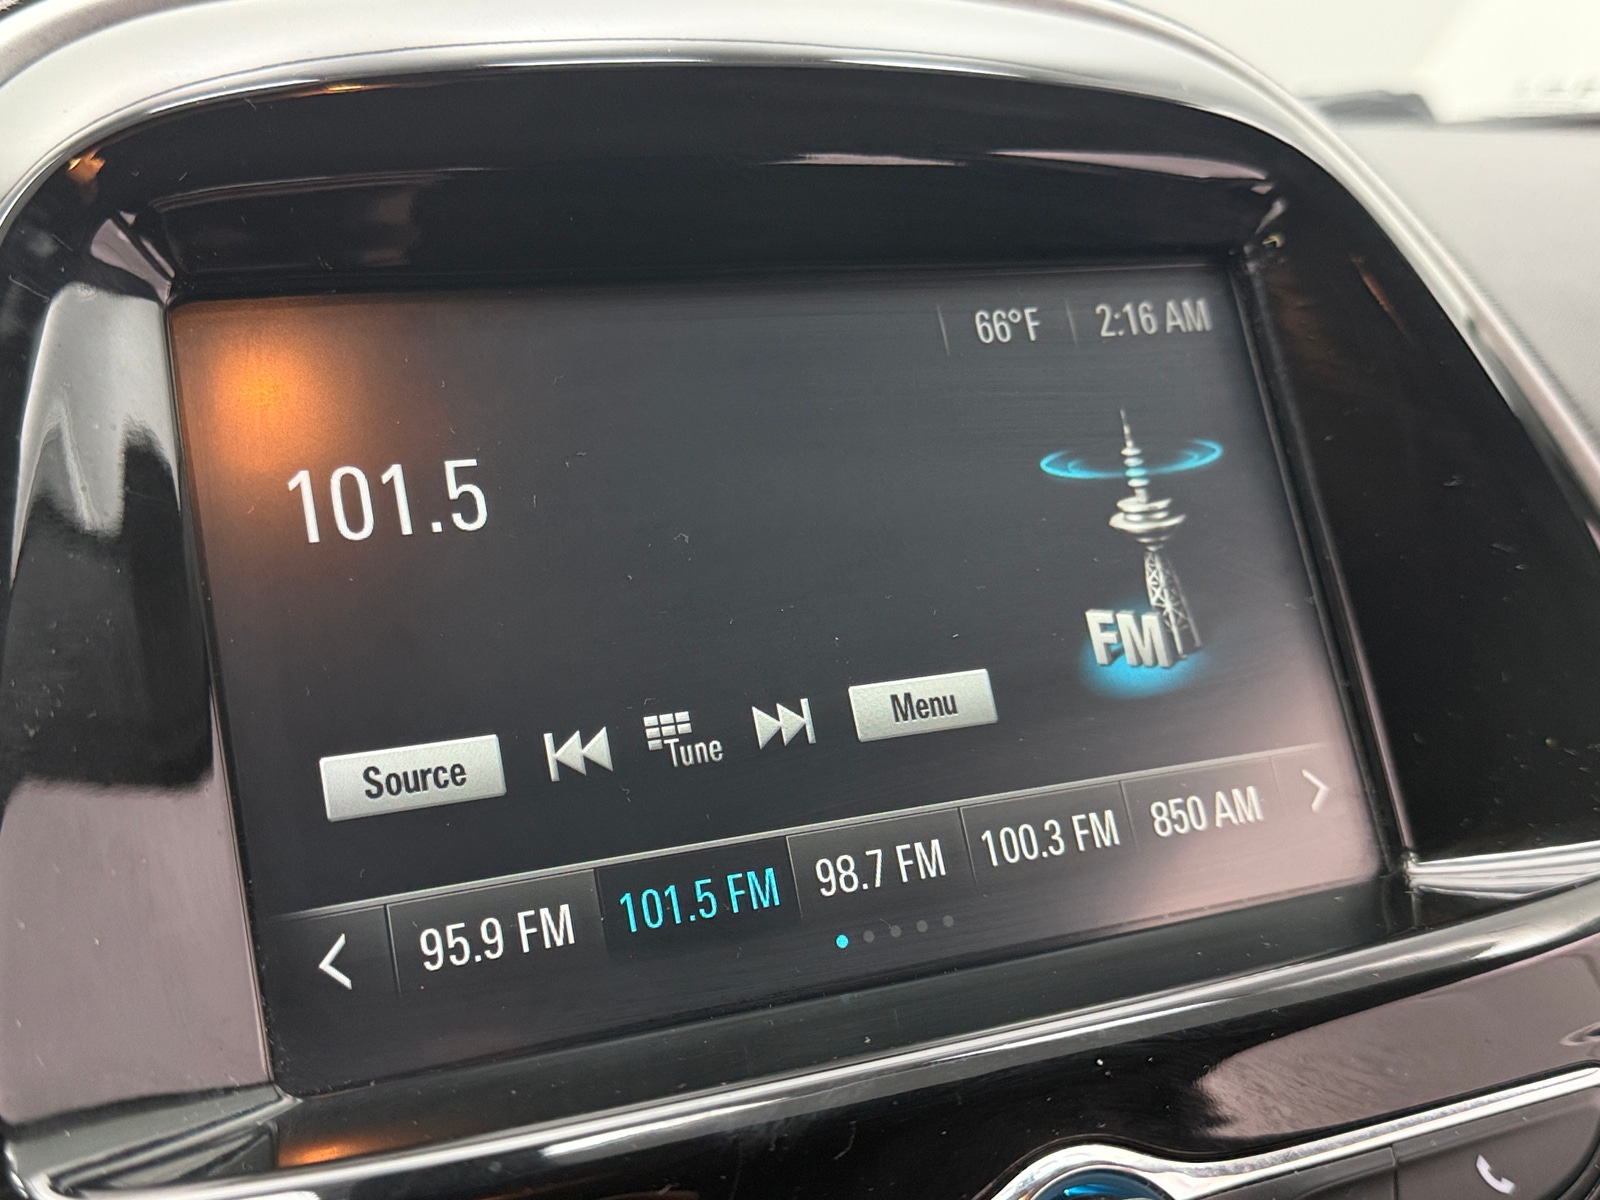 66°F 2:16 AM
101.5
FM
Source Tune Menu
95.9 FM 101.5 FM 98.7 FM 100.3 FM 850 AM